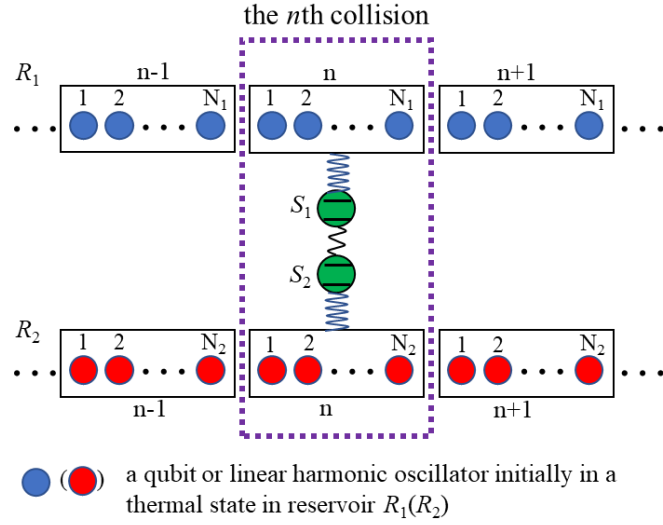 the nth collision
R1
n-1
n
n+1
1 2 ... N1
1 2 ... N1
1 2 ... N1
S1
S2
R2
1 2 ... N2
1 2 ... N2
1 2 ... N2
n-1
n
n+1
( ) a qubit or linear harmonic oscillator initially in a
thermal state in reservoir R1(R2)